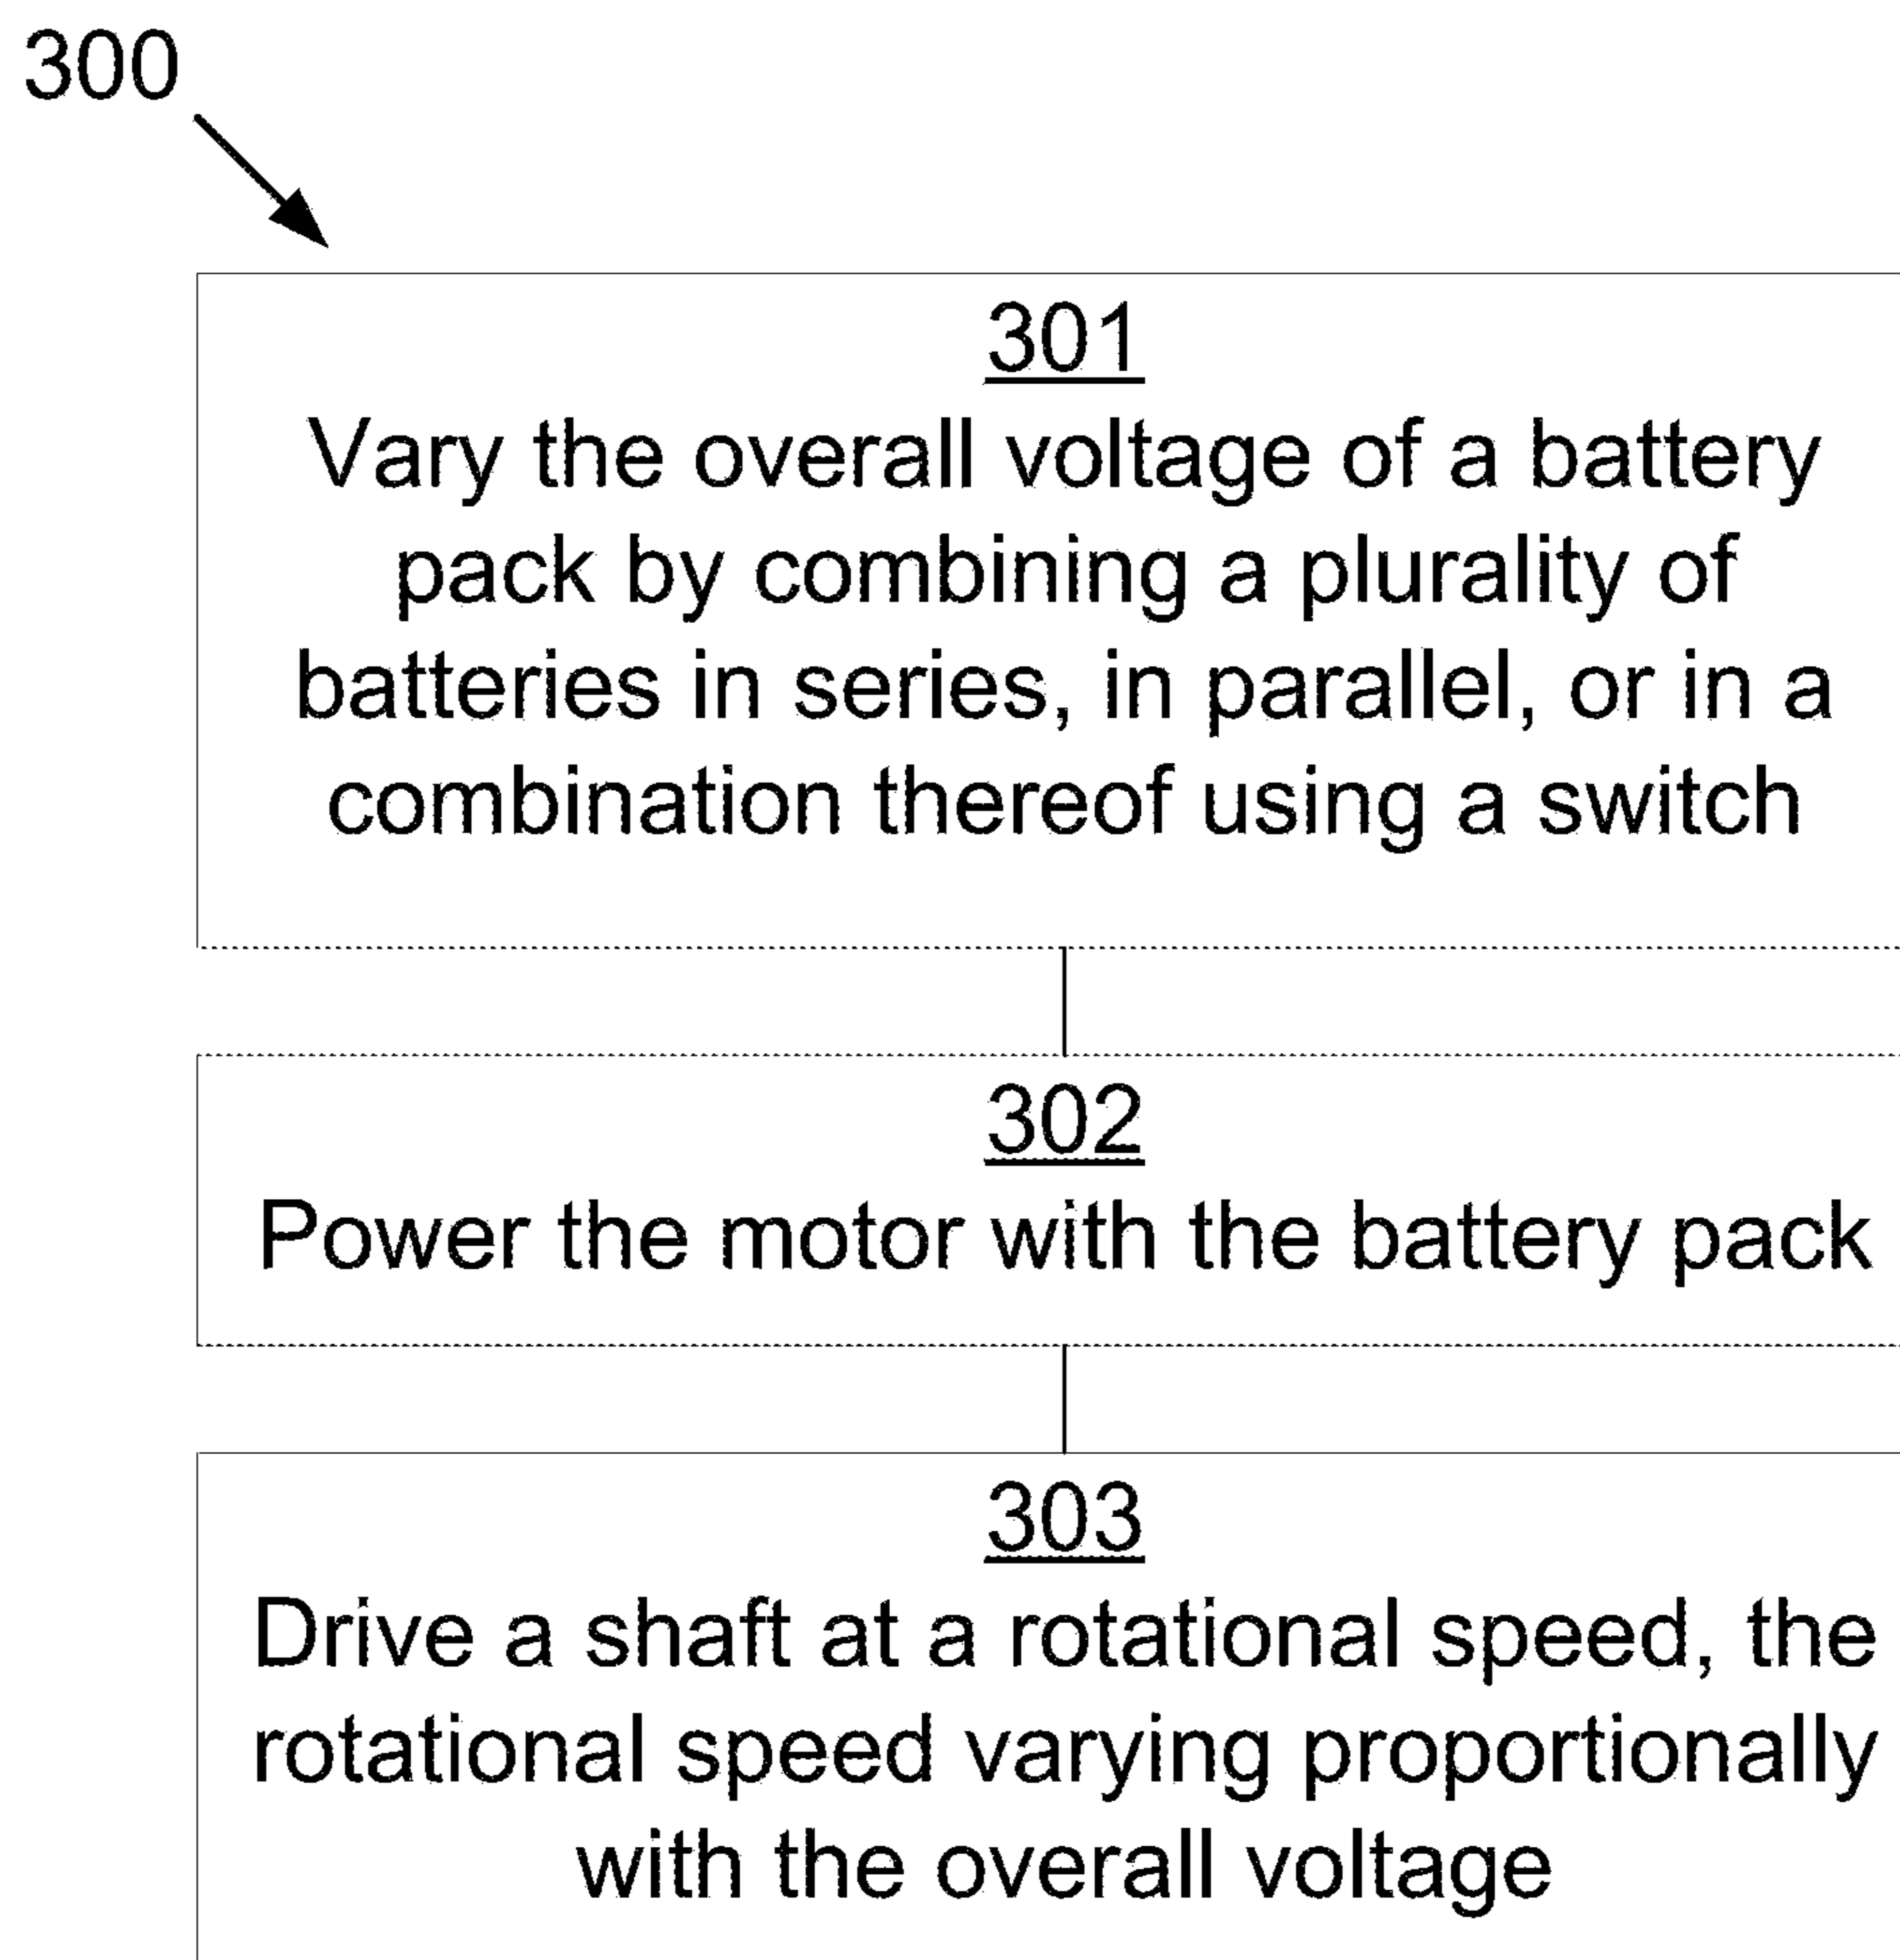 300
301
Vary the overall voltage of a battery
pack by combining a plurality of
batteries in series, in parallel, or in a
combination thereof using a switch
302
Power the motor with the battery pack
303
Drive a shaft at a rotational speed, the
rotational speed varying proportionally
with the overall voltage